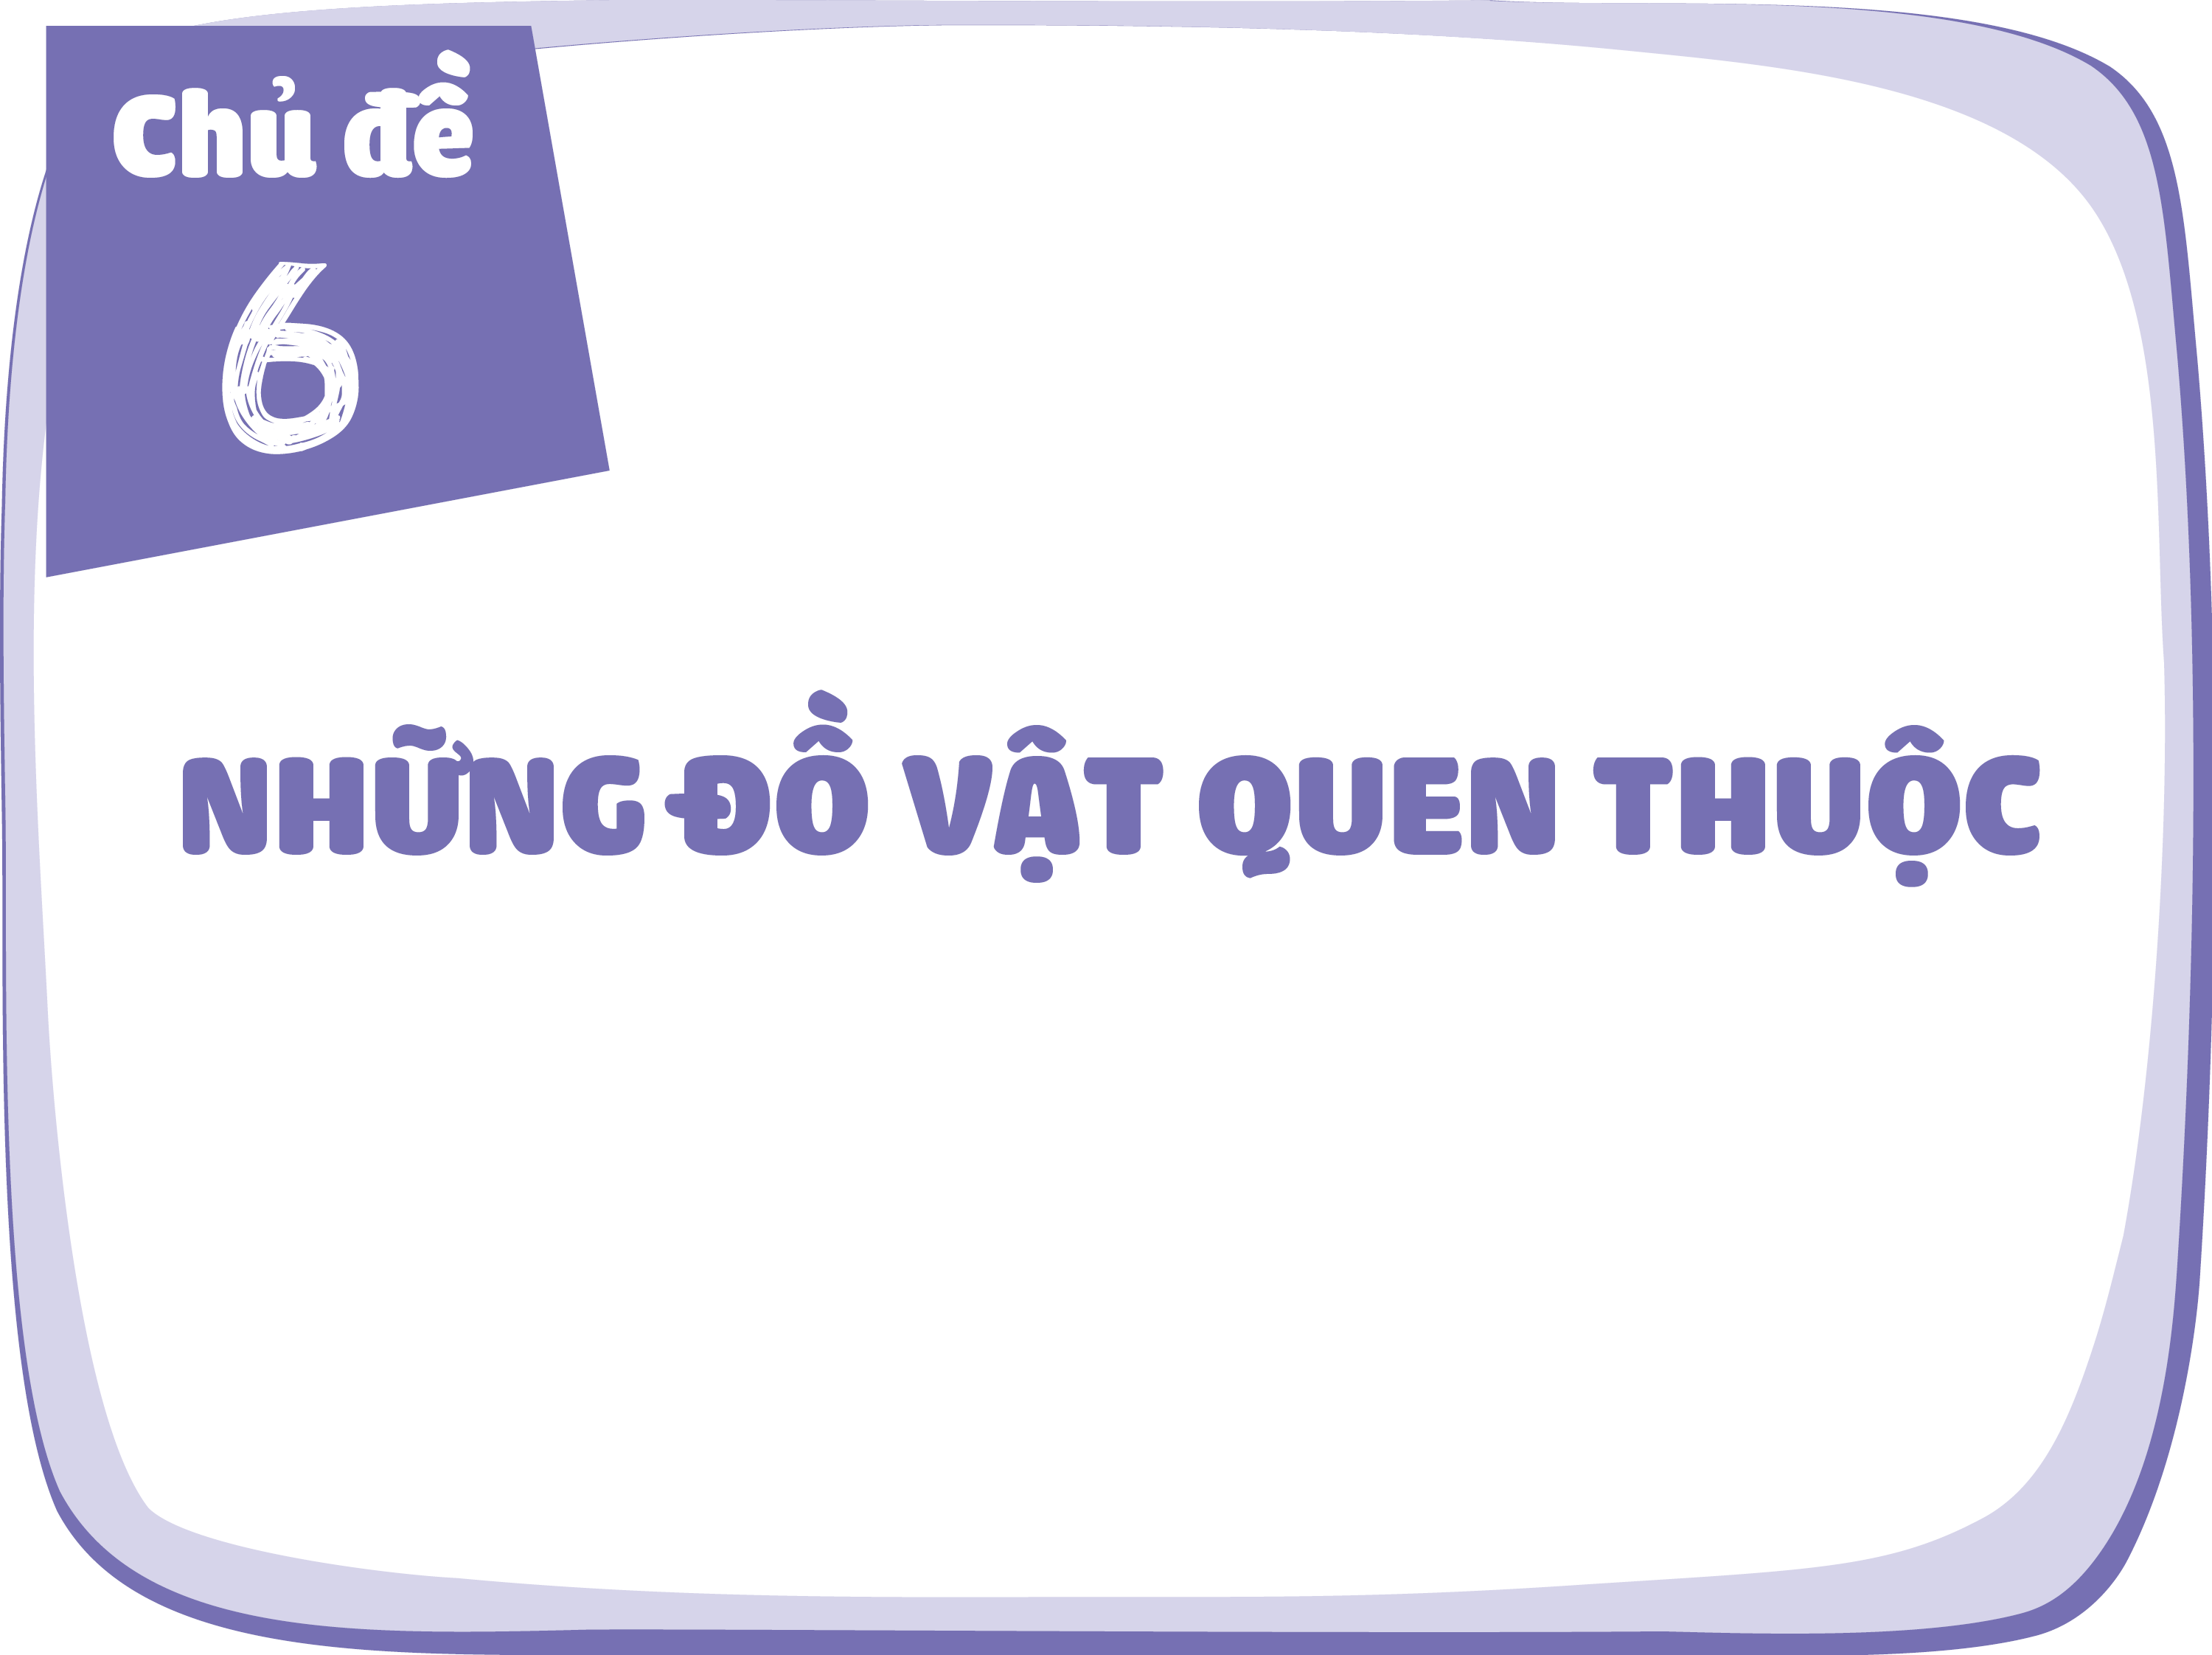 Chủ đề
6
NHỮNG ĐỒ VẬT QUEN THUỘC